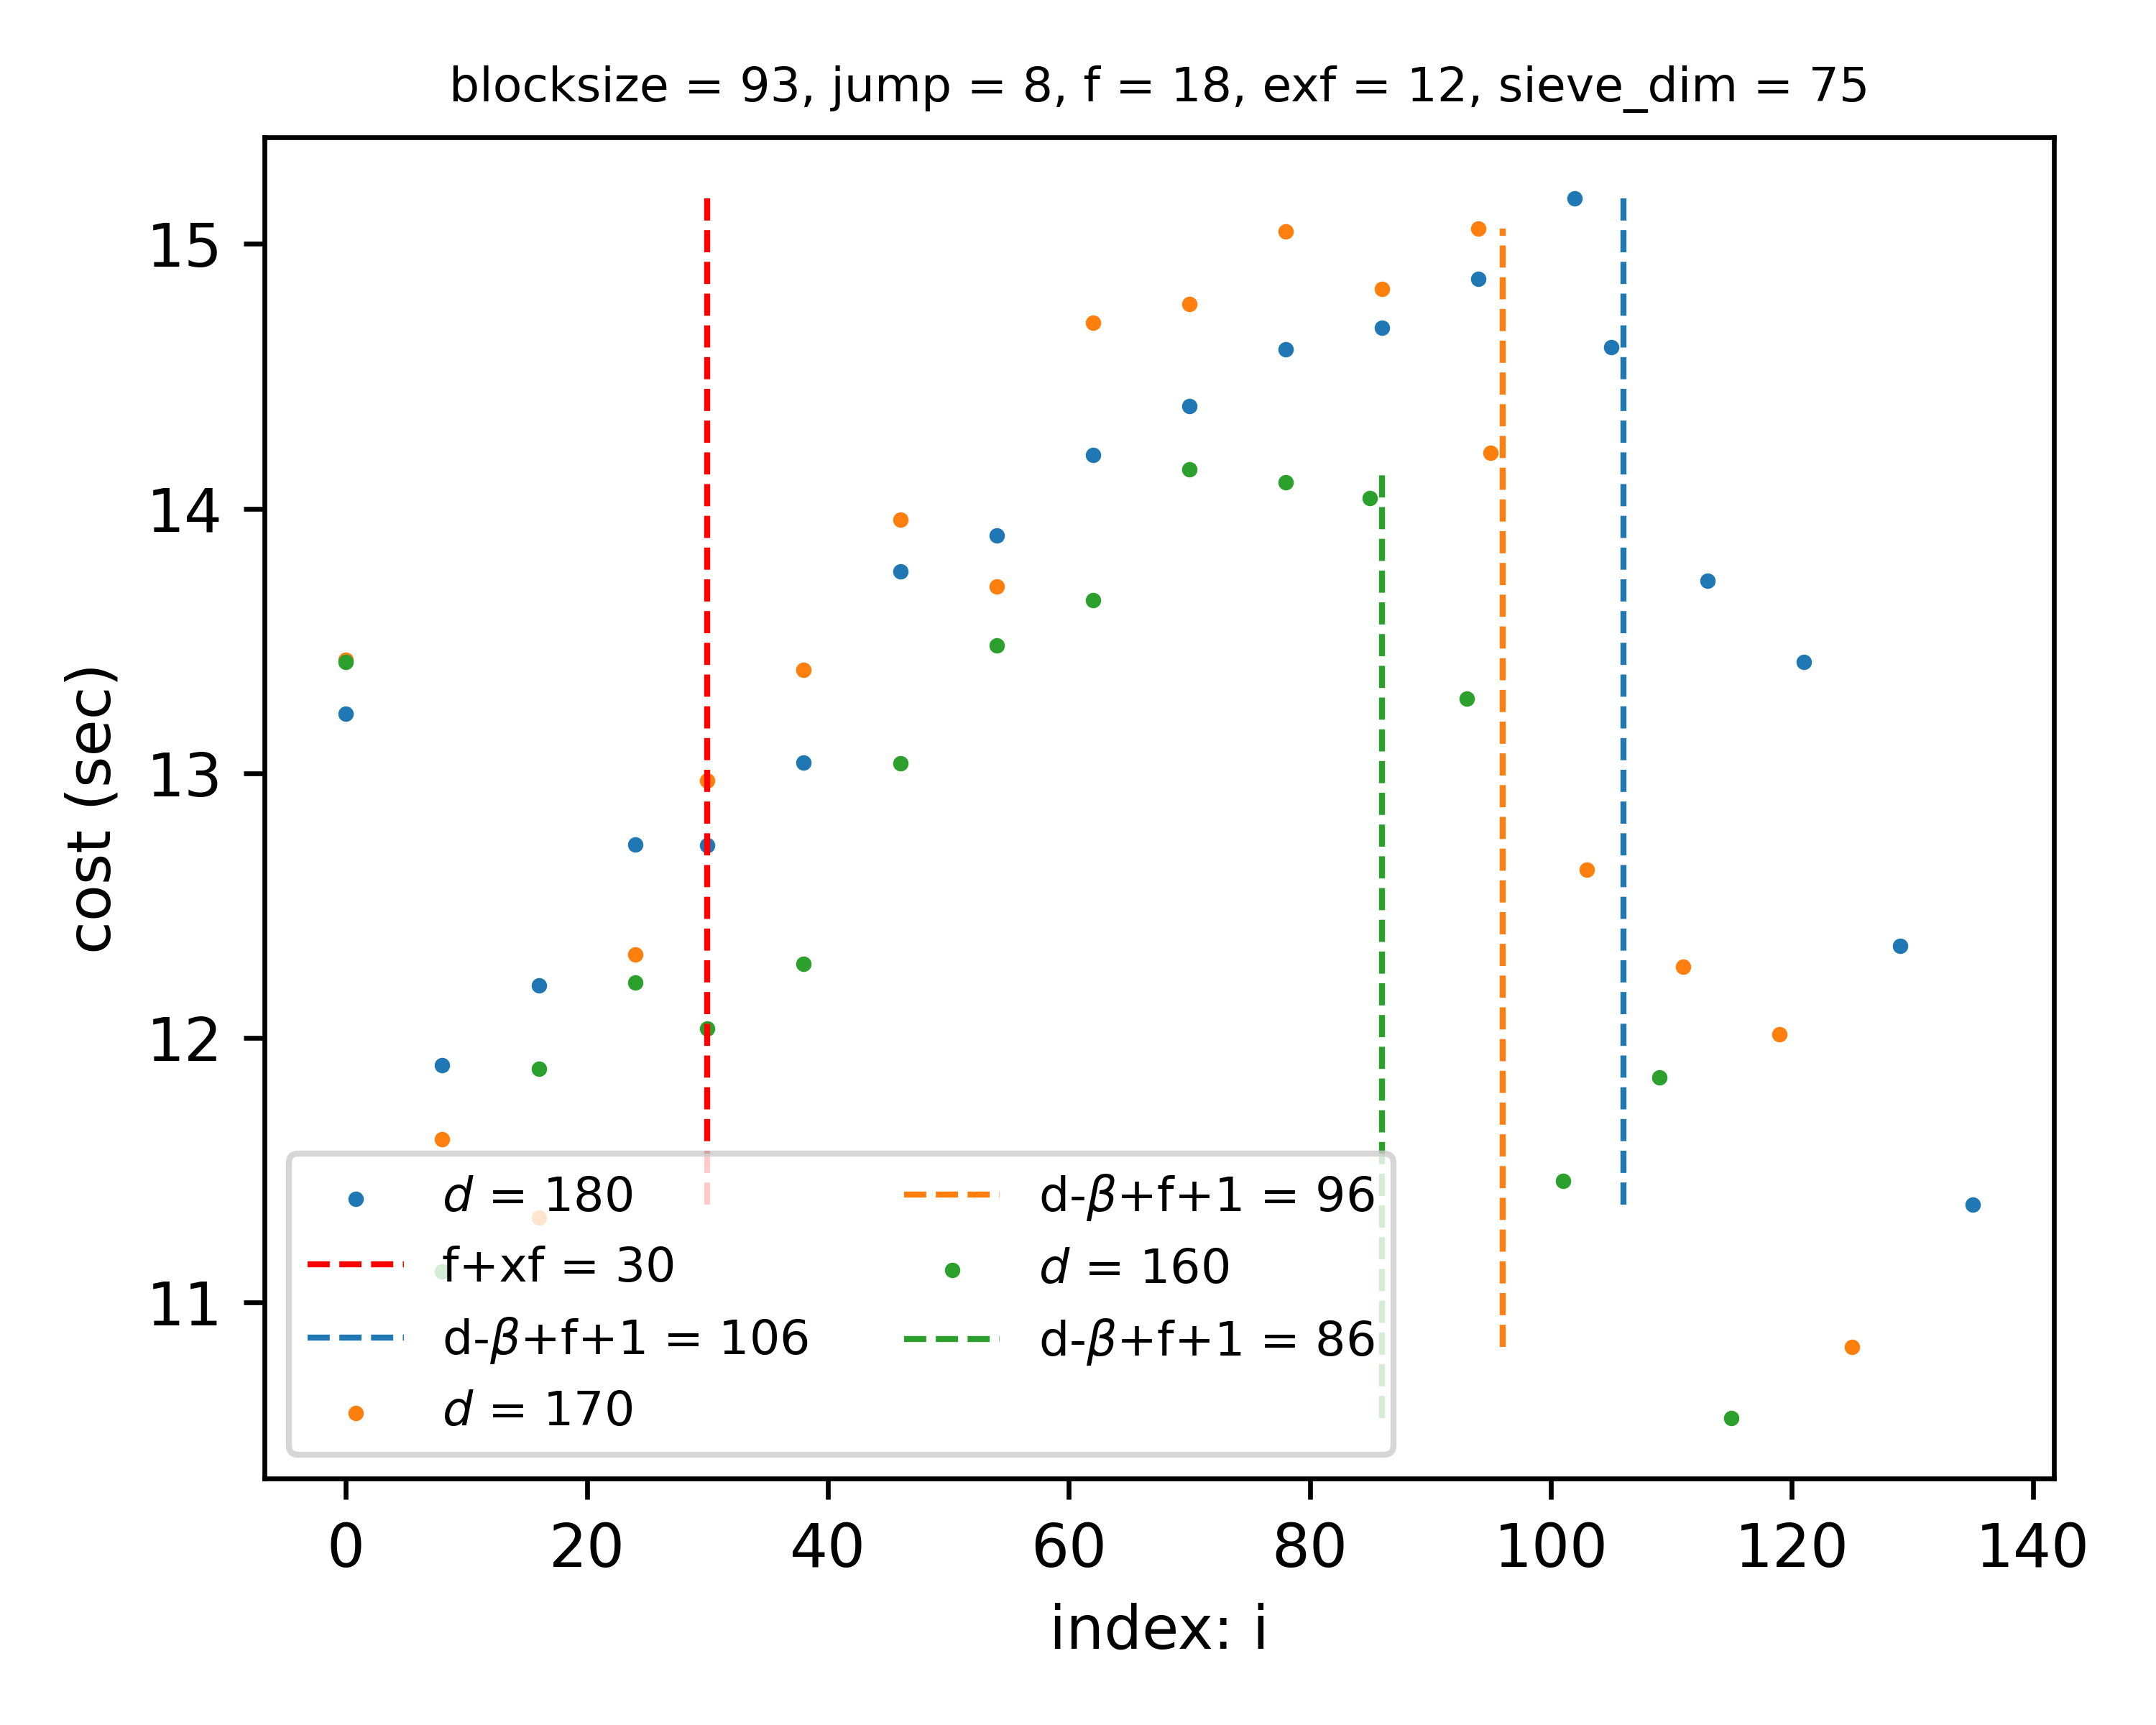 blocksize = 93, jump = 8, f = 18, exf = 12, sieve_dim = 75
cost (sec)
15
14
13
12
11
d = 180
f+xf = 30
d-β+f+1 = 106
d = 170
d-β+f+1 = 96
d = 160
d-β+f+1 = 86
0 20 40 60 80 100 120 140
index: i